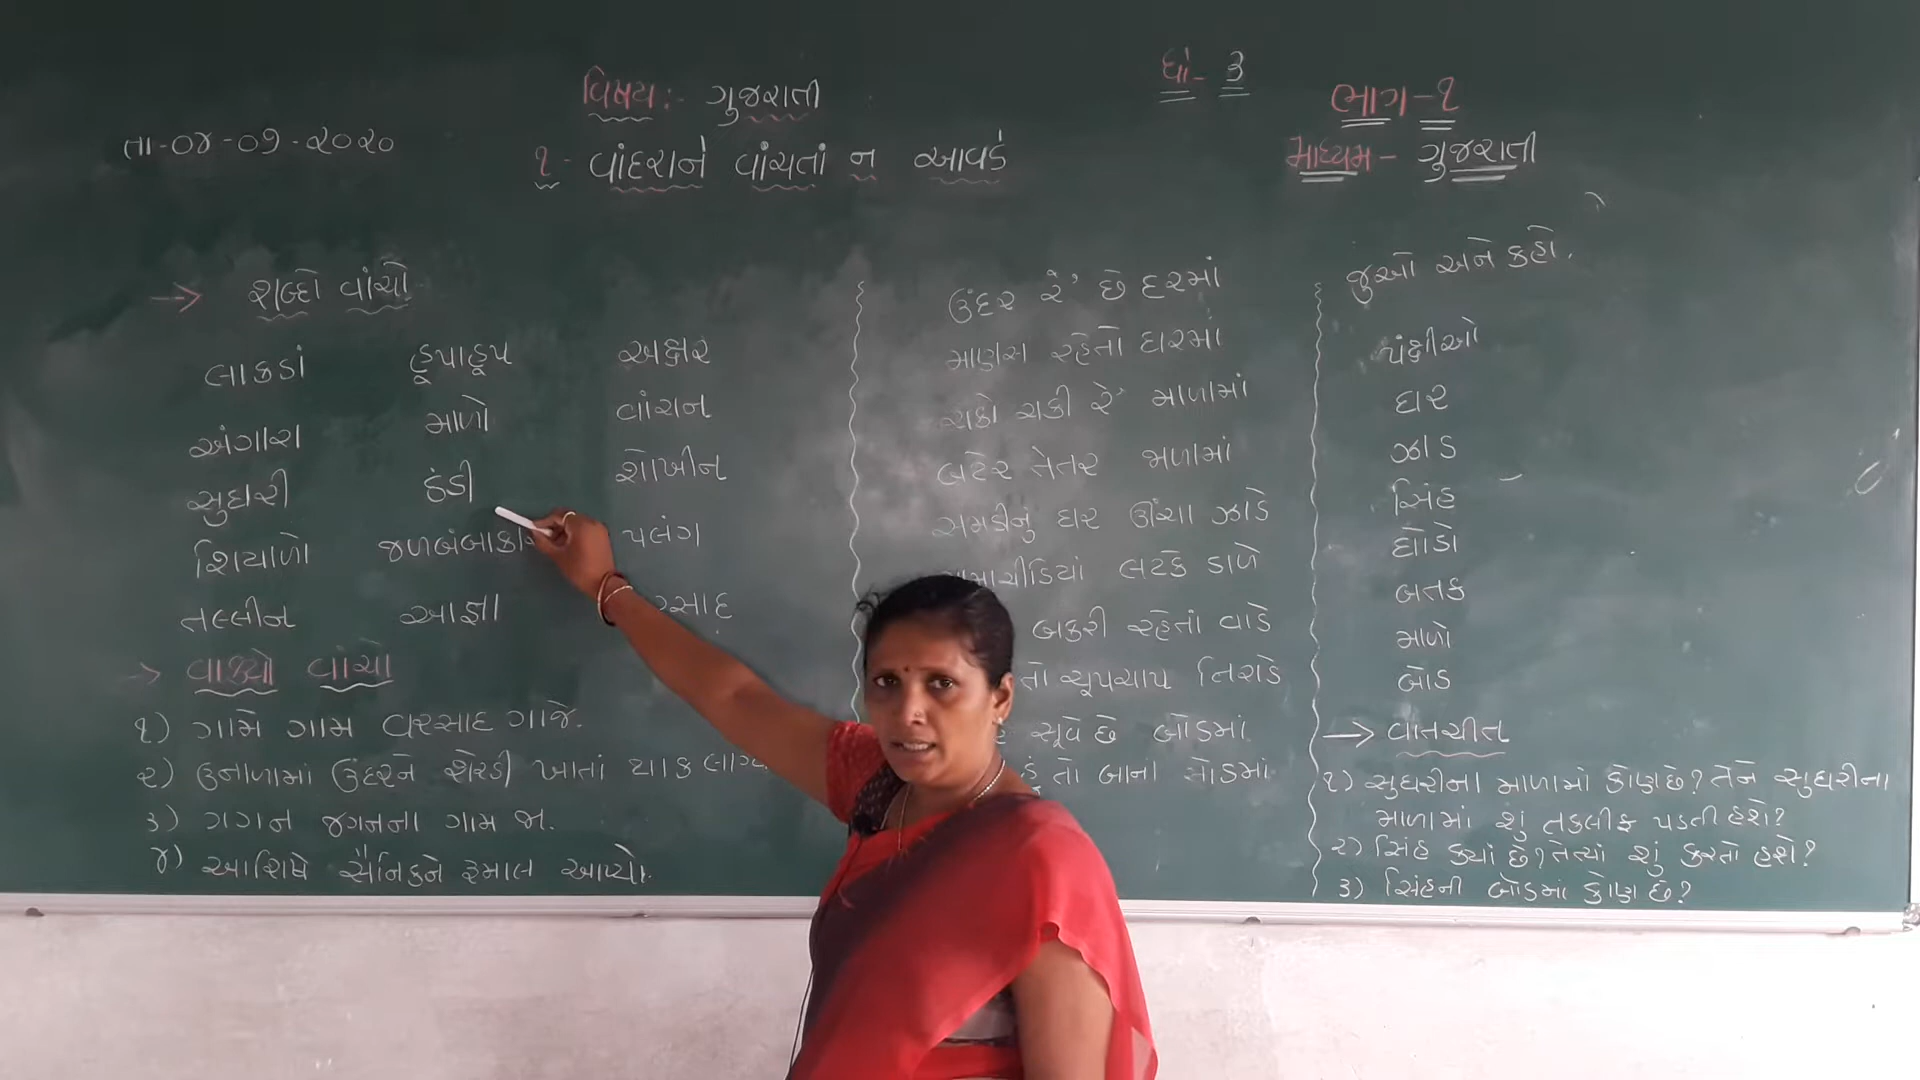 વિષય:- ગુજરાતી
ધો- ૩
ભાગ-૧
તા-૦૪-૦૭-૨૦૨૦
૧- વાંદરાને વાંચતાં ન આવડે
માધ્યમ- ગુજરાતી
→ શબ્દો વાંચો
લાકડાં હૂપાહૂપ અક્ષર
અંગારા માળો વાંચન
સુઘરી ઠંડી શોખીન
શિયાળો જળબંબાકાર પલંગ
તલ્લીન આજ્ઞા
→ વાક્યો વાંચો
૧) ગામે ગામ વરસાદ ગાજે.
૨) ઉનાળામાં ઉંદરને શેરડી ખાતાં થાક લાગ્ય
૩) ગગન જગનના ગામ જા.
૪) આશિષે સૈનિકને રૂમાલ આપ્યો.
ઉંદર રે' છે દરમાં
માણસ રહેતો ઘરમાં
ચકો ચકી રે' માળામાં
બટેર તેતર જાળામાં
સમડીનું ઘર ઊંચા ઝાડે
લટકે ડાળે
બકરી રહેતાં વાડે
તો ચૂપચાપ નિરાડે
સૂવે છે બોડમાં
હું તો બાના સોડમાં
જુઓ અને કહો.
પંક્ષીઓ
ઘર
ઝાડ
સિંહ
ઘોડો
બતક
માળો
બોડ
→ વાતચીત
૧) સુઘરીના માળામાં કોણ છે? તેને સુઘરીના
માળામાં શું તકલીફ પડતી હશે?
૨) સિંહ ક્યાં છે? તે ત્યાં શું કરતો હશે?
૩) સિંહની બોડમાં કોણ છે?